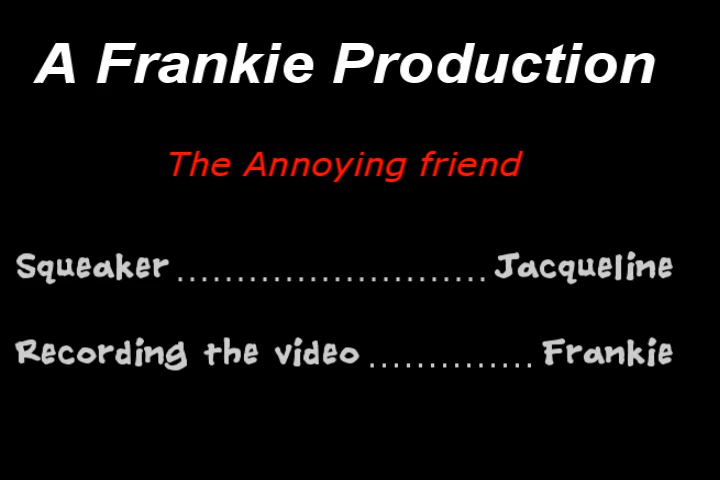 A Frankie Production
The Annoying friend
Squeaker..........................Jacqueline
Recording the video..............Frankie